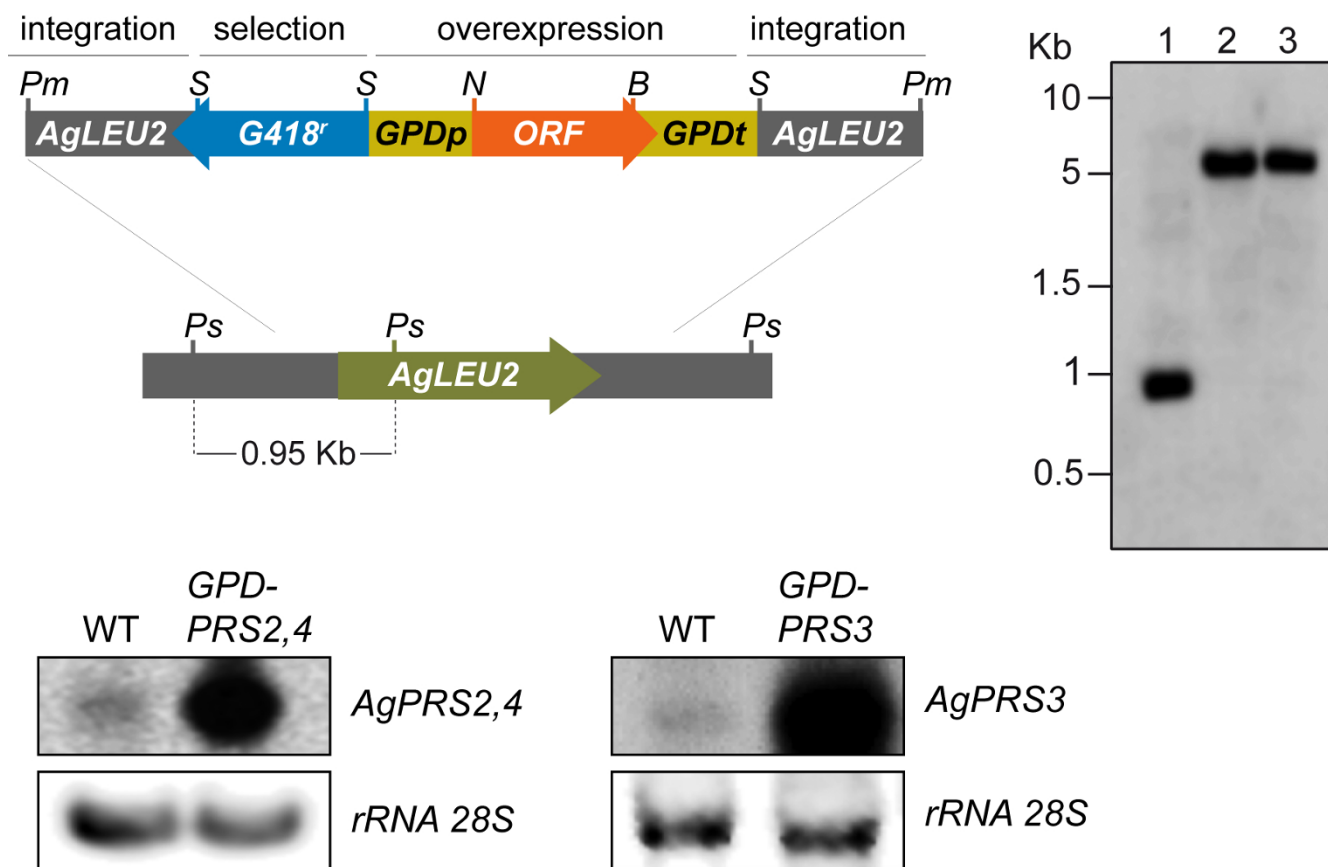 integration selection overexpression integration
Pm S S N B S Pm
AgLEU2 G418r GPDp ORF GPDt AgLEU2
Ps Ps Ps
AgLEU2
0.95 Kb
Kb 1 2 3
10
5
1.5
1
0.5
WT GPD-
PRS2,4
AgPRS2,4
rRNA 28S
WT GPD-
PRS3
AgPRS3
rRNA 28S